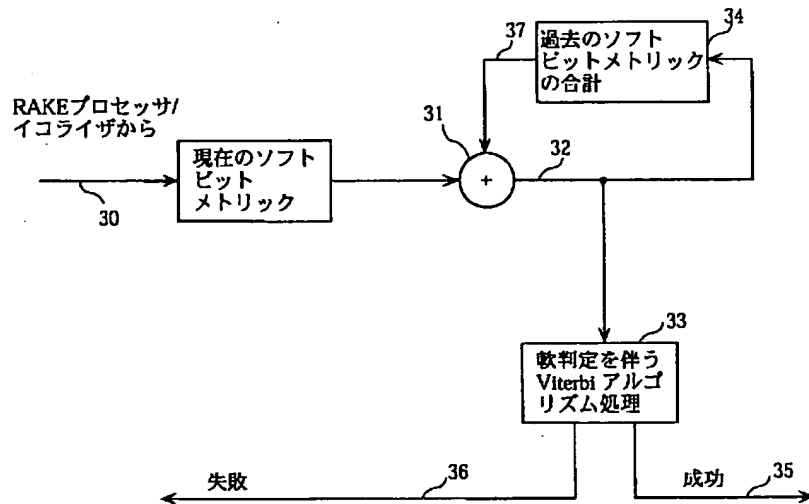 37
過去のソフト
ビットメトリック
の合計
34
RAKEプロセッサ/
イコライザから
30
現在のソフト
ビット
メトリック
31
+
32
33
軟判定を伴う
Viterbi アルゴ
リズム処理
失敗
36
成功
35